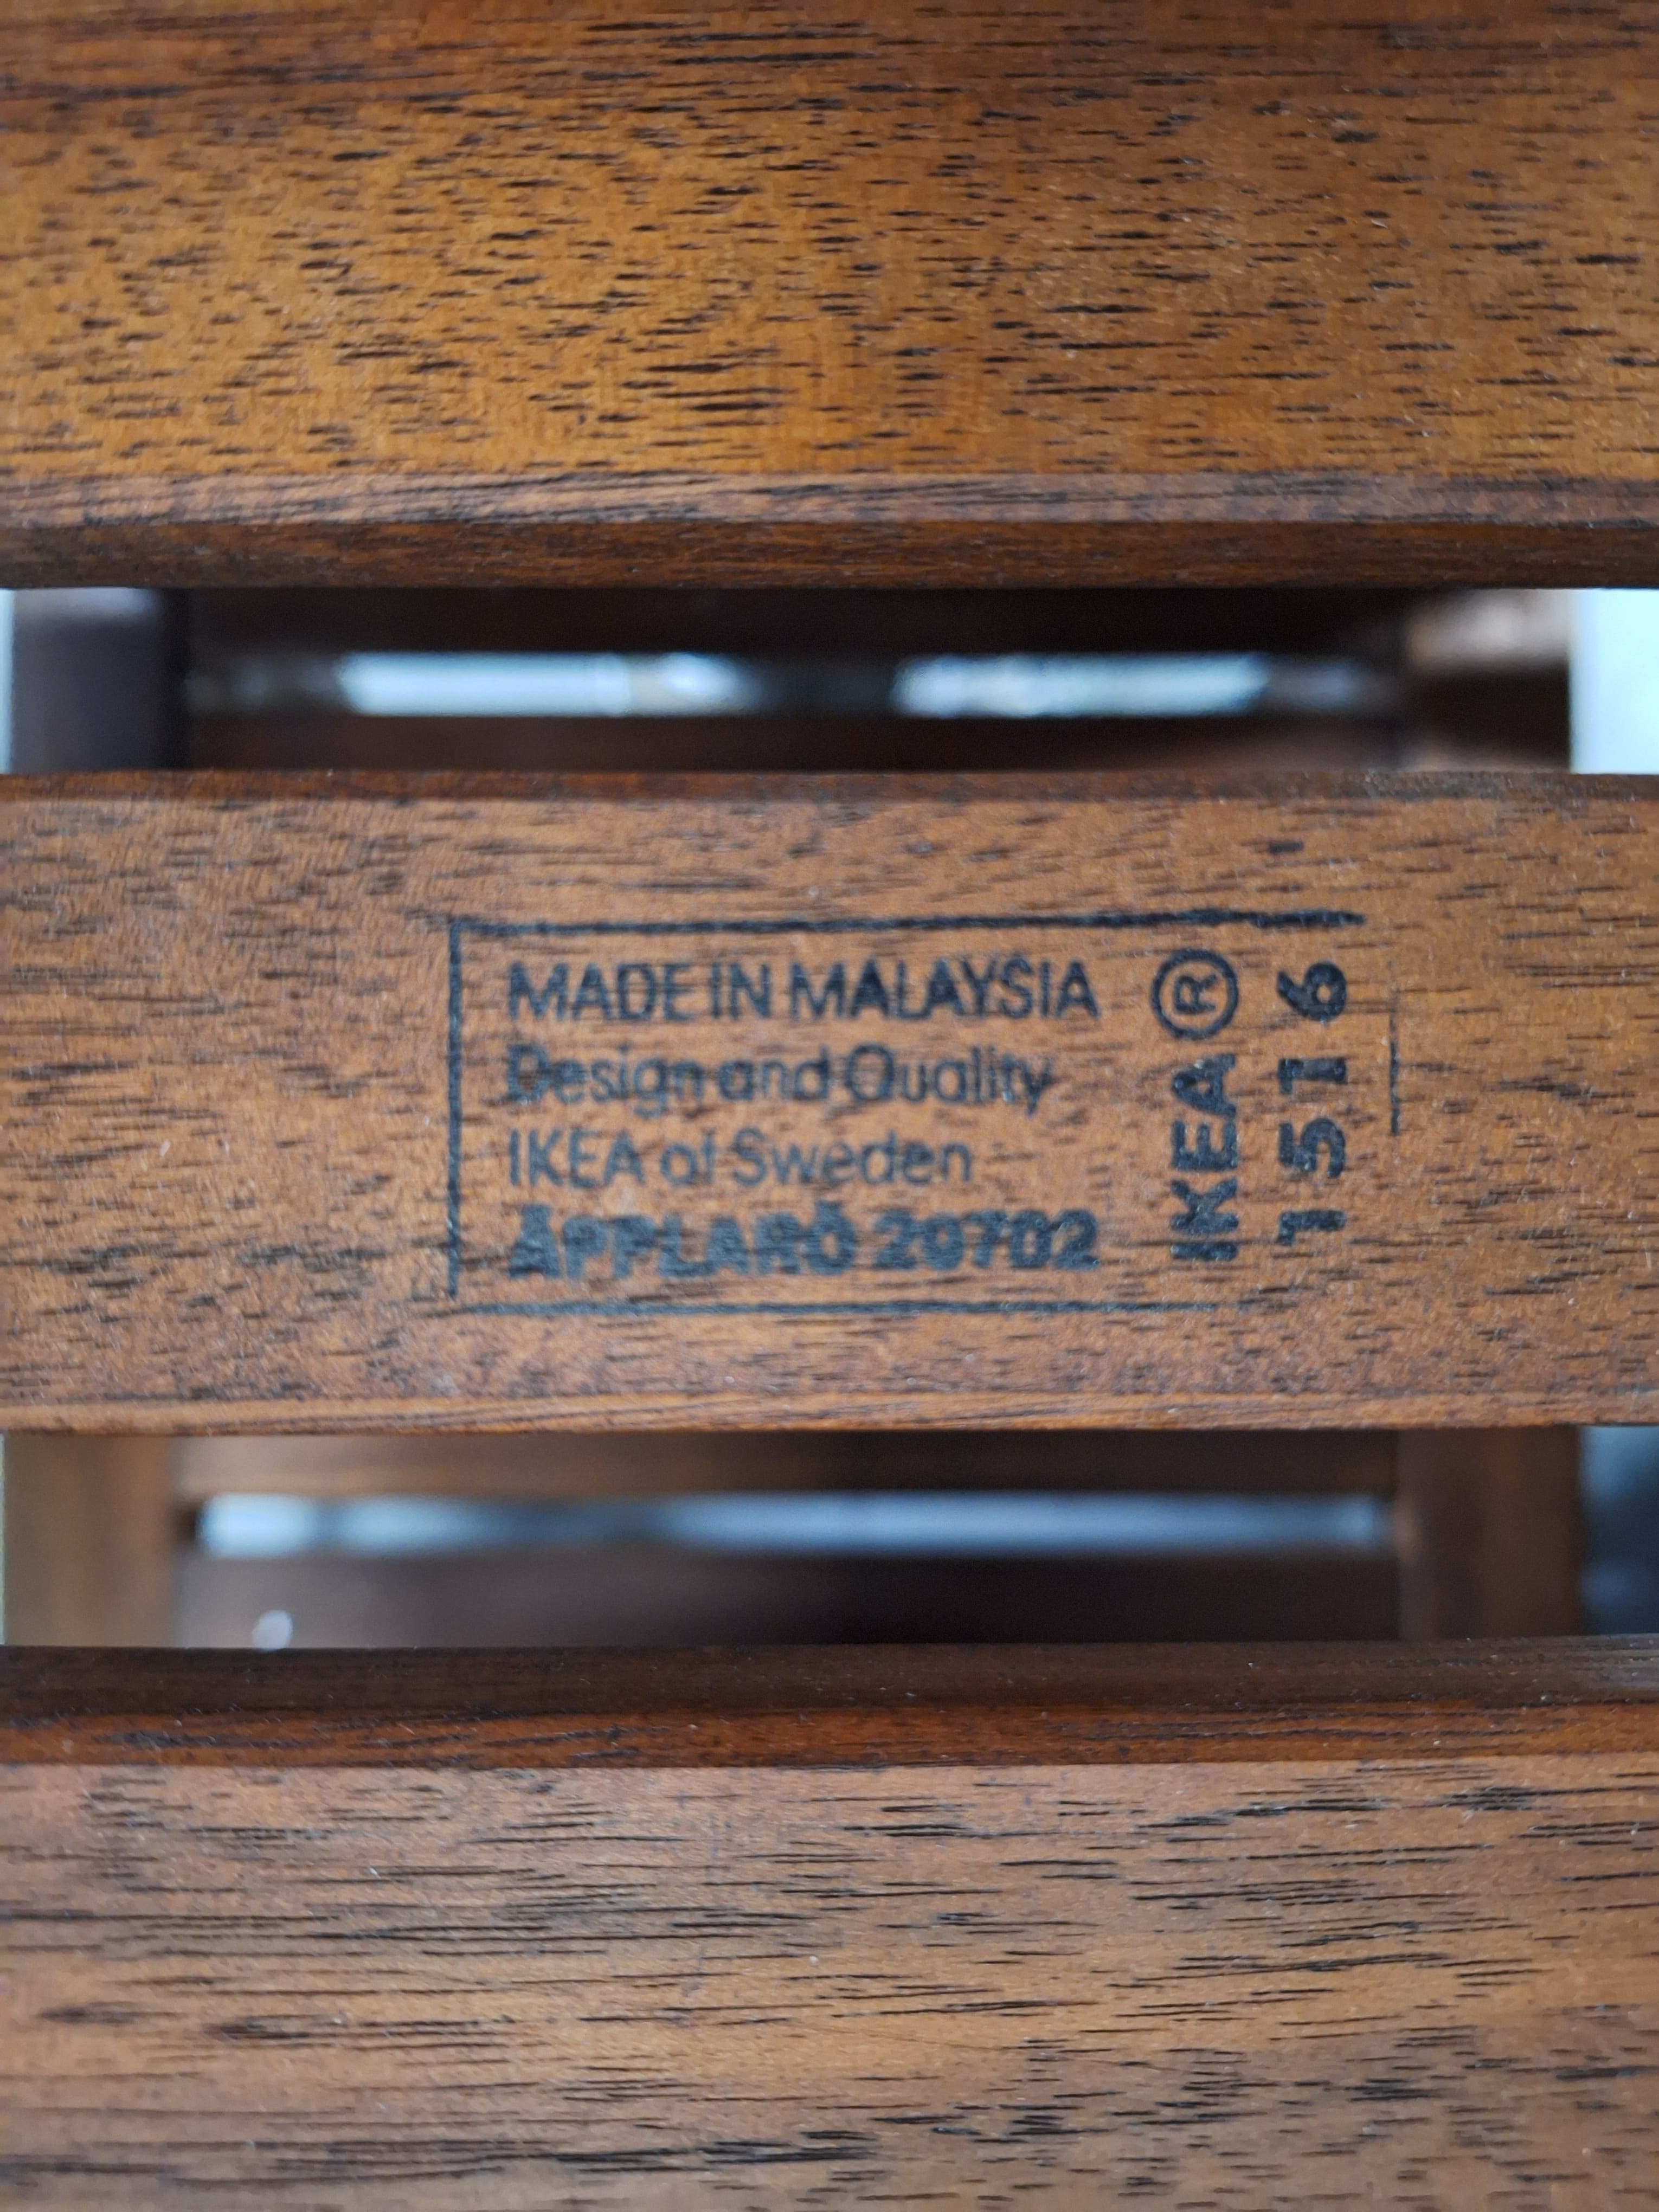 MADE IN MALAYSIA
Design and Quality
IKEA of Sweden
ÄPPLARÖ 20702
IKEA®
1516